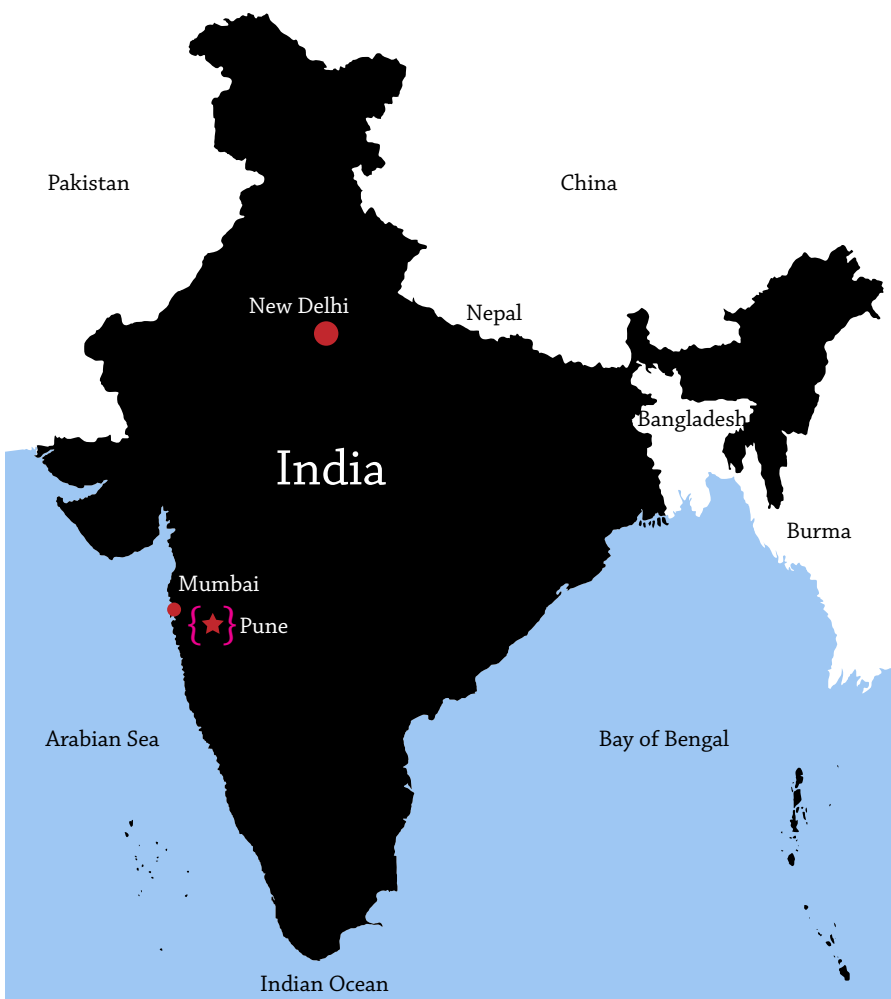 Pakistan
China
New Delhi
Nepal
Bangladesh
India
Burma
Mumbai
{ } Pune
Arabian Sea
Bay of Bengal
Indian Ocean